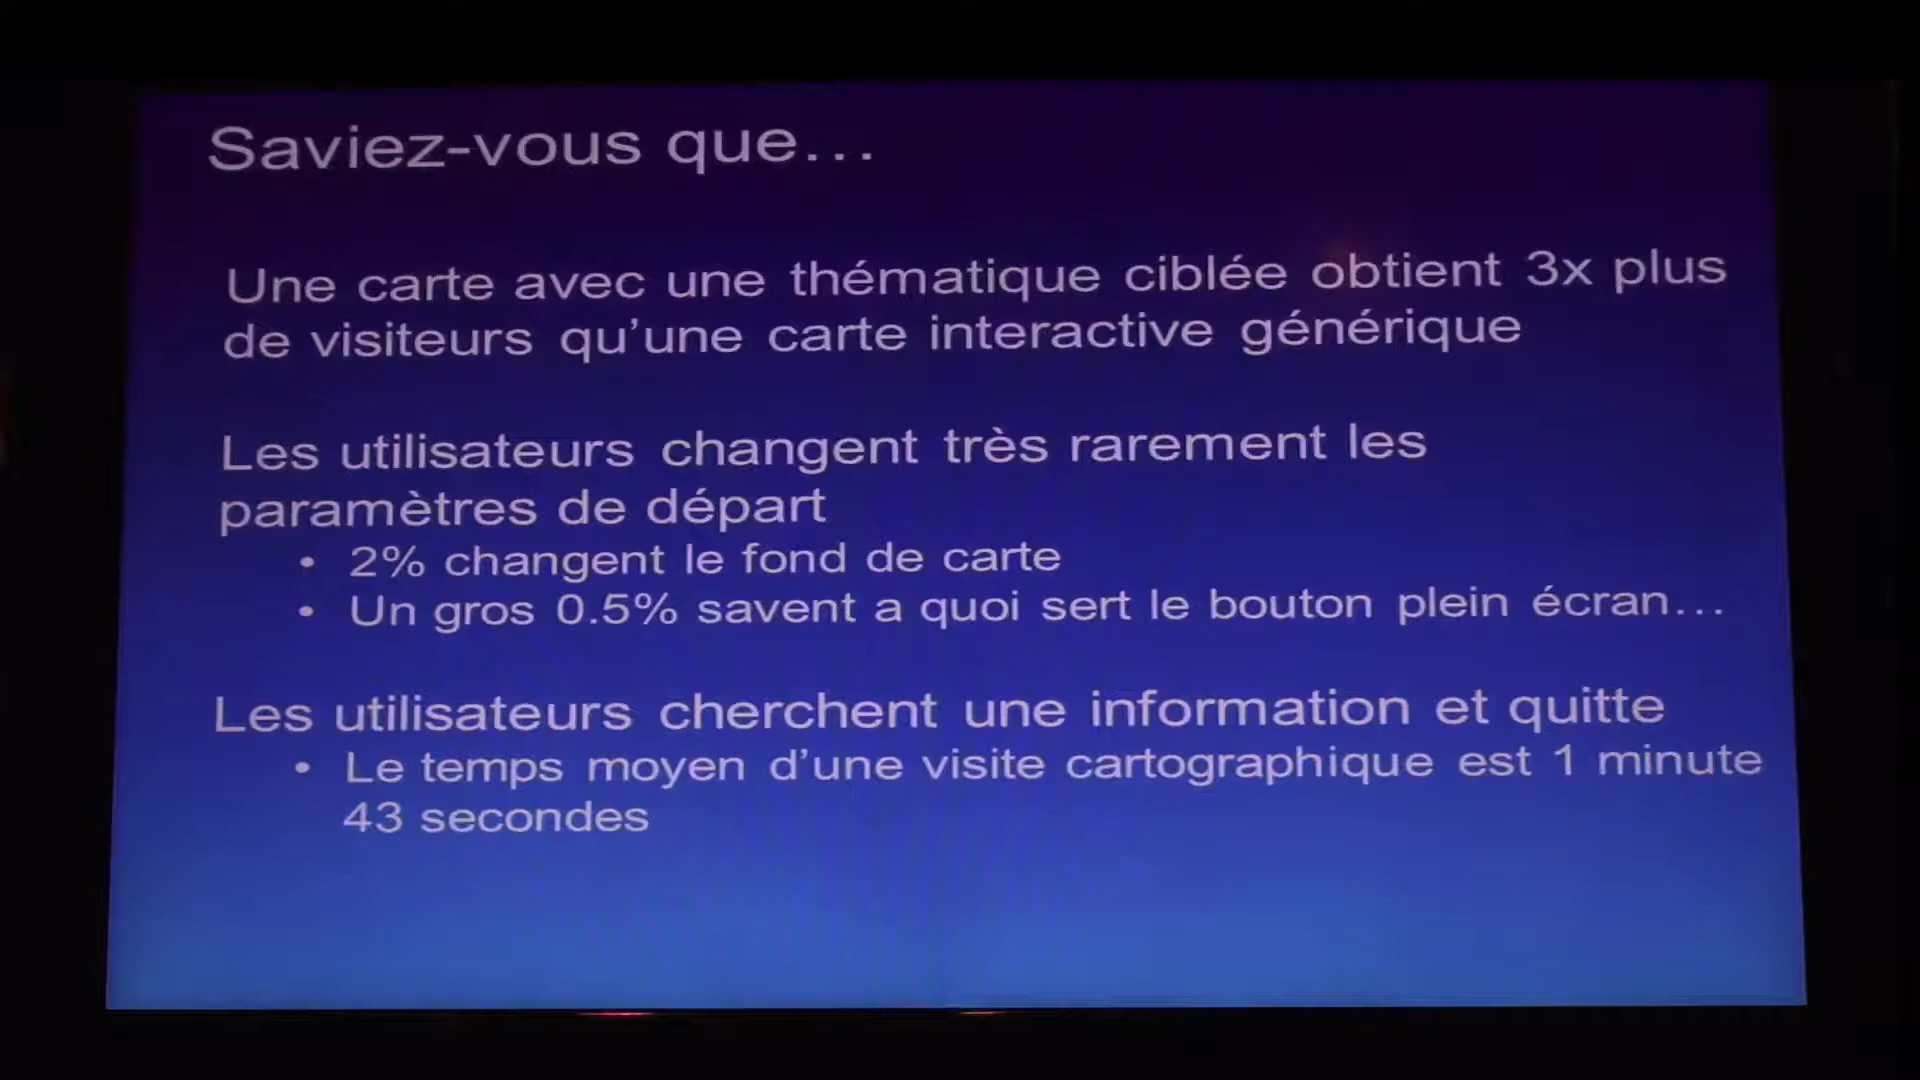 Saviez-vous que...
Une carte avec une thématique ciblée obtient 3x plus
de visiteurs qu’une carte interactive générique
Les utilisateurs changent très rarement les
paramètres de départ
• 2% changent le fond de carte
• Un gros 0.5% savent a quoi sert le bouton plein écran...
Les utilisateurs cherchent une information et quitte
• Le temps moyen d’une visite cartographique est 1 minute
43 secondes